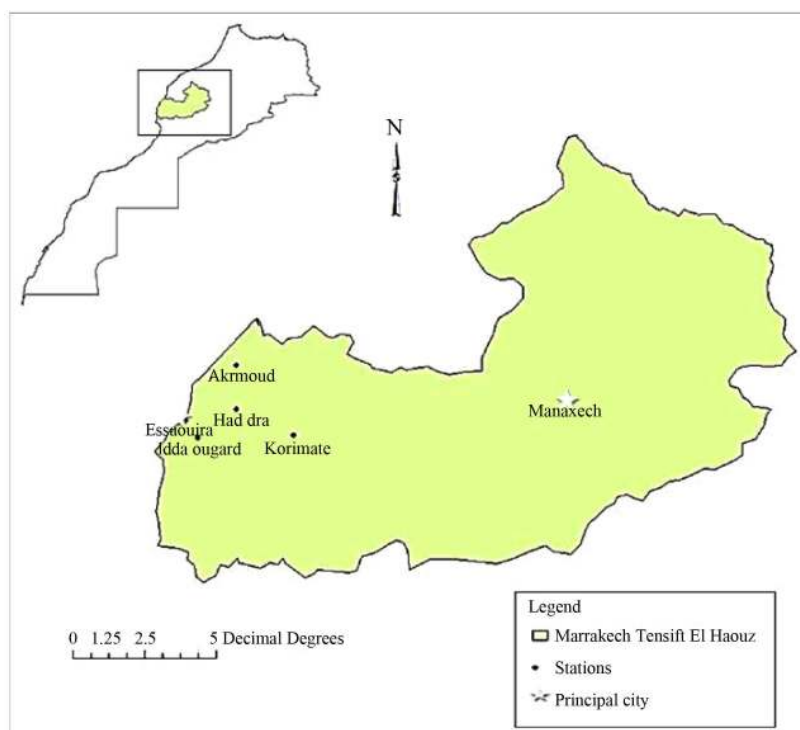 N
Akrmoud
Had dra
Essaouira
Idda ougard
Korimate
Manaxech
0 1.25 2.5 5 Decimal Degrees
Legend
Marrakech Tensift El Haouz
Stations
Principal city